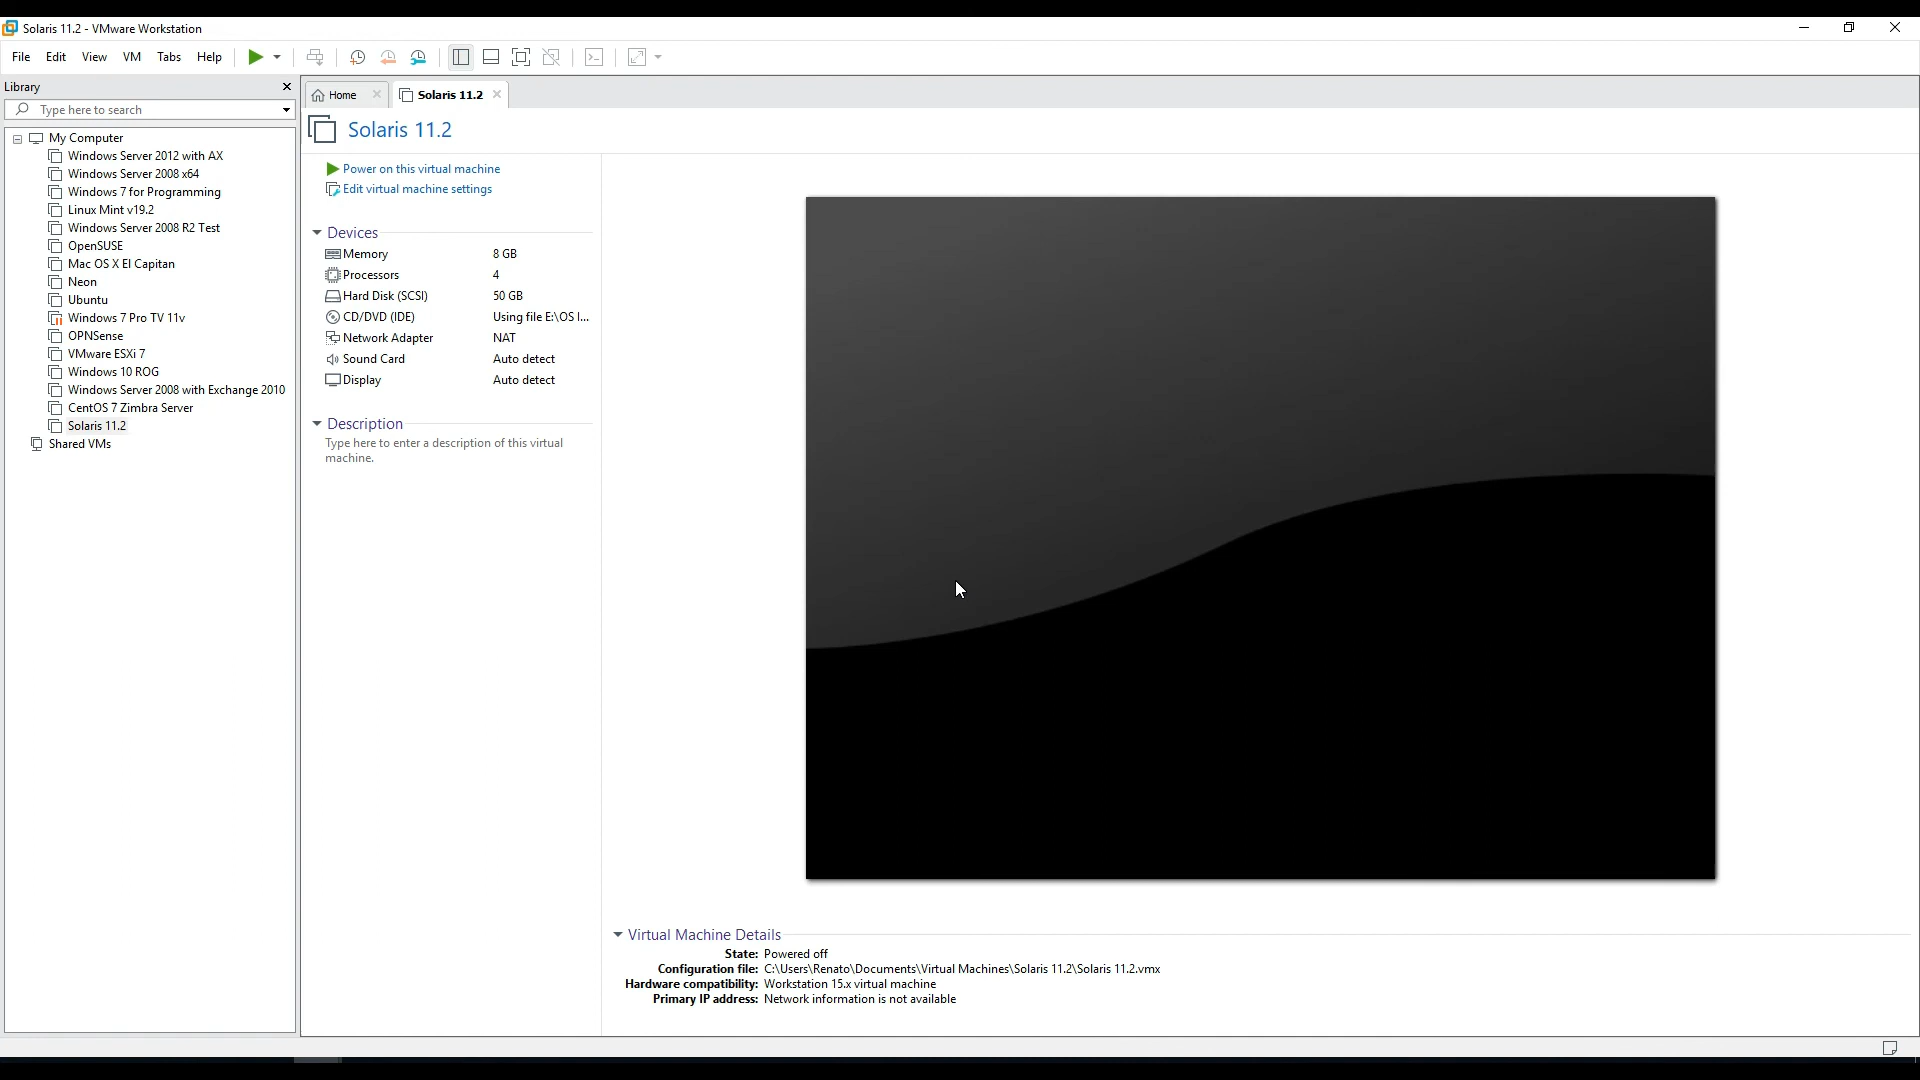 Solaris 11.2 - VMware Workstation
File Edit View VM Tabs Help
Library
Type here to search
My Computer
Windows Server 2012 with AX
Windows Server 2008 x64
Windows 7 for Programming
Linux Mint v19.2
Windows Server 2008 R2 Test
OpenSUSE
Mac OS X El Capitan
Neon
Ubuntu
Windows 7 Pro TV 11v
OPNSense
VMware ESXi 7
Windows 10 ROG
Windows Server 2008 with Exchange 2010
CentOS 7 Zimbra Server
Solaris 11.2
Shared VMs
Home Solaris 11.2
Solaris 11.2
Power on this virtual machine
Edit virtual machine settings
Devices
Memory 8 GB
Processors 4
Hard Disk (SCSI) 50 GB
CD/DVD (IDE) Using file E:\OS I...
Network Adapter NAT
Sound Card Auto detect
Display Auto detect
Description
Type here to enter a description of this virtual
machine.
Virtual Machine Details
State: Powered off
Configuration file: C:\Users\Renato\Documents\Virtual Machines\Solaris 11.2\Solaris 11.2.vmx
Hardware compatibility: Workstation 15.x virtual machine
Primary IP address: Network information is not available